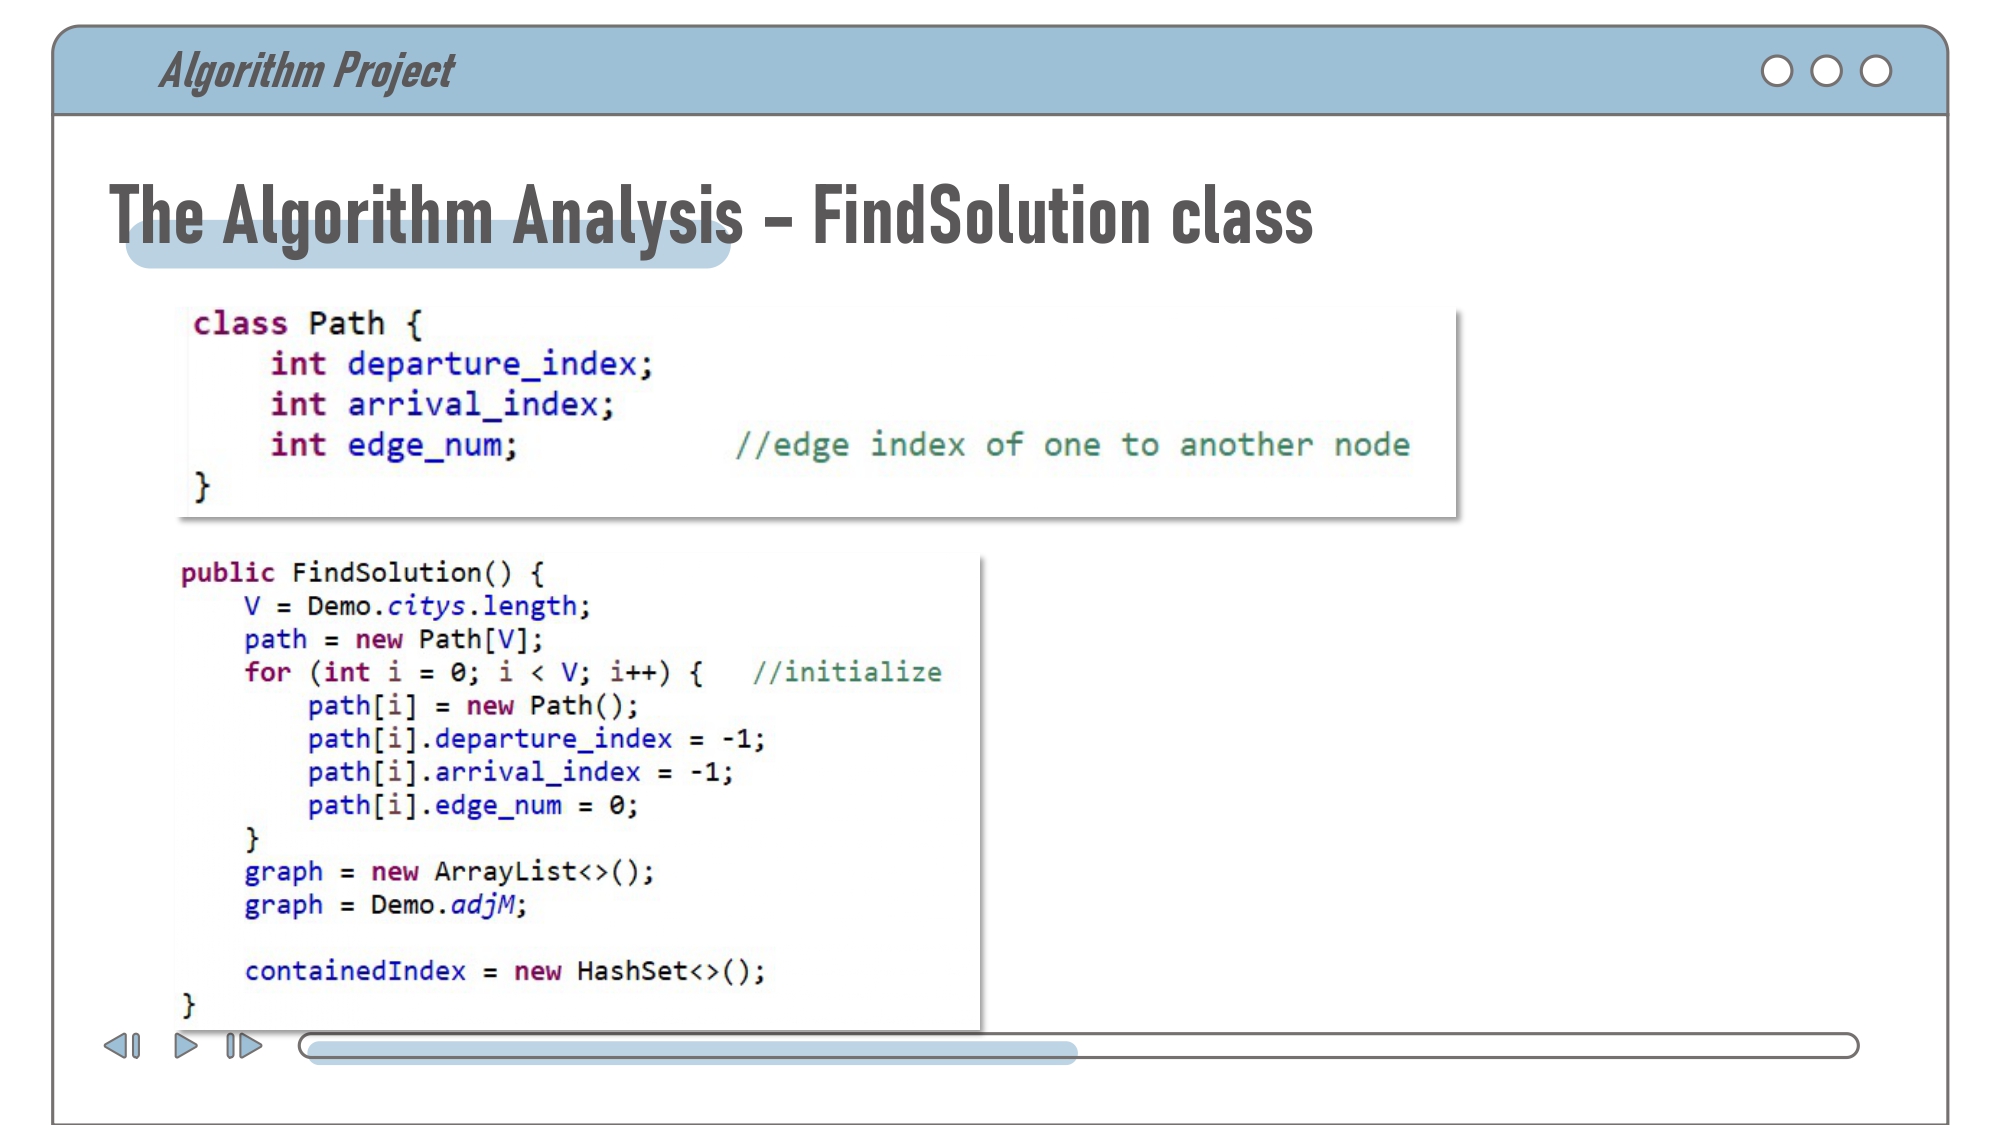 Algorithm Project
The Algorithm Analysis – FindSolution class
class Path {
    int departure_index;
    int arrival_index;
    int edge_num;           //edge index of one to another node
}
public FindSolution() {
    V = Demo.citys.length;
    path = new Path[V];
    for (int i = 0; i < V; i++) {   //initialize
        path[i] = new Path();
        path[i].departure_index = -1;
        path[i].arrival_index = -1;
        path[i].edge_num = 0;
    }
    graph = new ArrayList<>();
    graph = Demo.adjM;
    containedIndex = new HashSet<>();
}